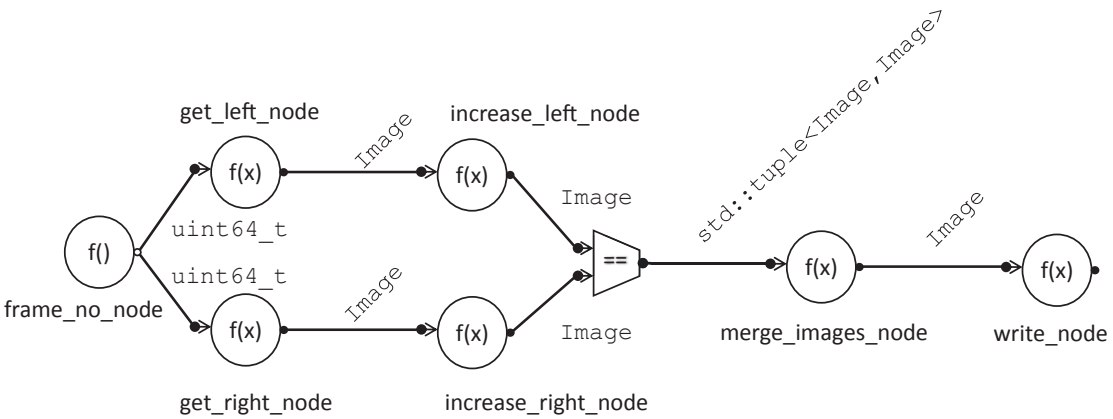 std::tuple<Image,Image>
get_left_node
Image
increase_left_node
f(x)
f(x)
Image
uint64_t
f()
==
f(x)
Image
f(x)
uint64_t
frame_no_node
Image
f(x)
f(x)
Image
merge_images_node
write_node
get_right_node
increase_right_node